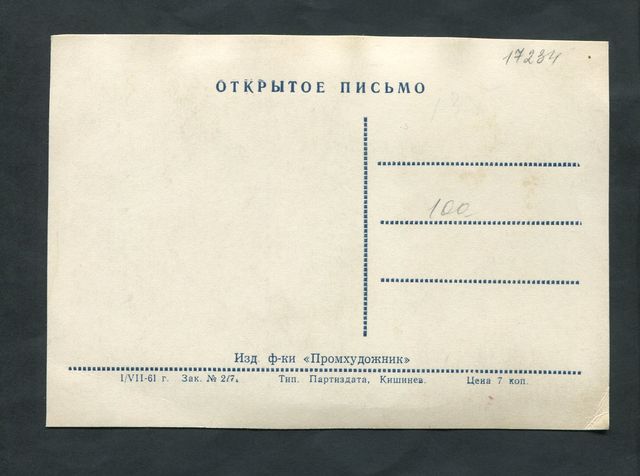 17234
ОТКРЫТОЕ ПИСЬМО
100
Изд. ф-ки «Промхудожник»
1/VII-61 г. Зак. № 2/7. Тип. Партиздата, Кишинев. Цена 7 коп.